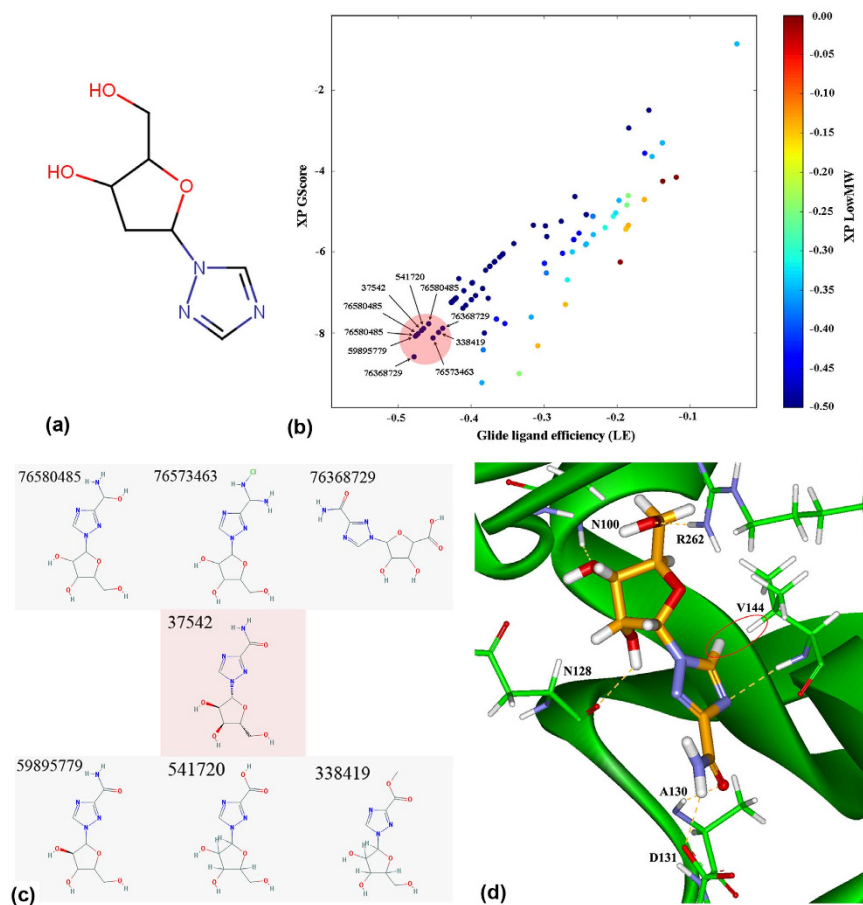 (a)
HO
HO
O
N
N
N
(b)
XP GScore
-2
-4
-6
-8
541720
37542
76580485
76580485
76368729
76580485
59895779
338419
76368729
76573463
-0.5
-0.4
-0.3
-0.2
-0.1
Glide ligand efficiency (LE)
0.00
-0.05
-0.10
-0.15
-0.20
-0.25
-0.30
-0.35
-0.40
-0.45
-0.50
XP LowMW
(c)
76580485
76573463
76368729
37542
59895779
541720
338419
(d)
N100
R262
V144
N128
A130
D131